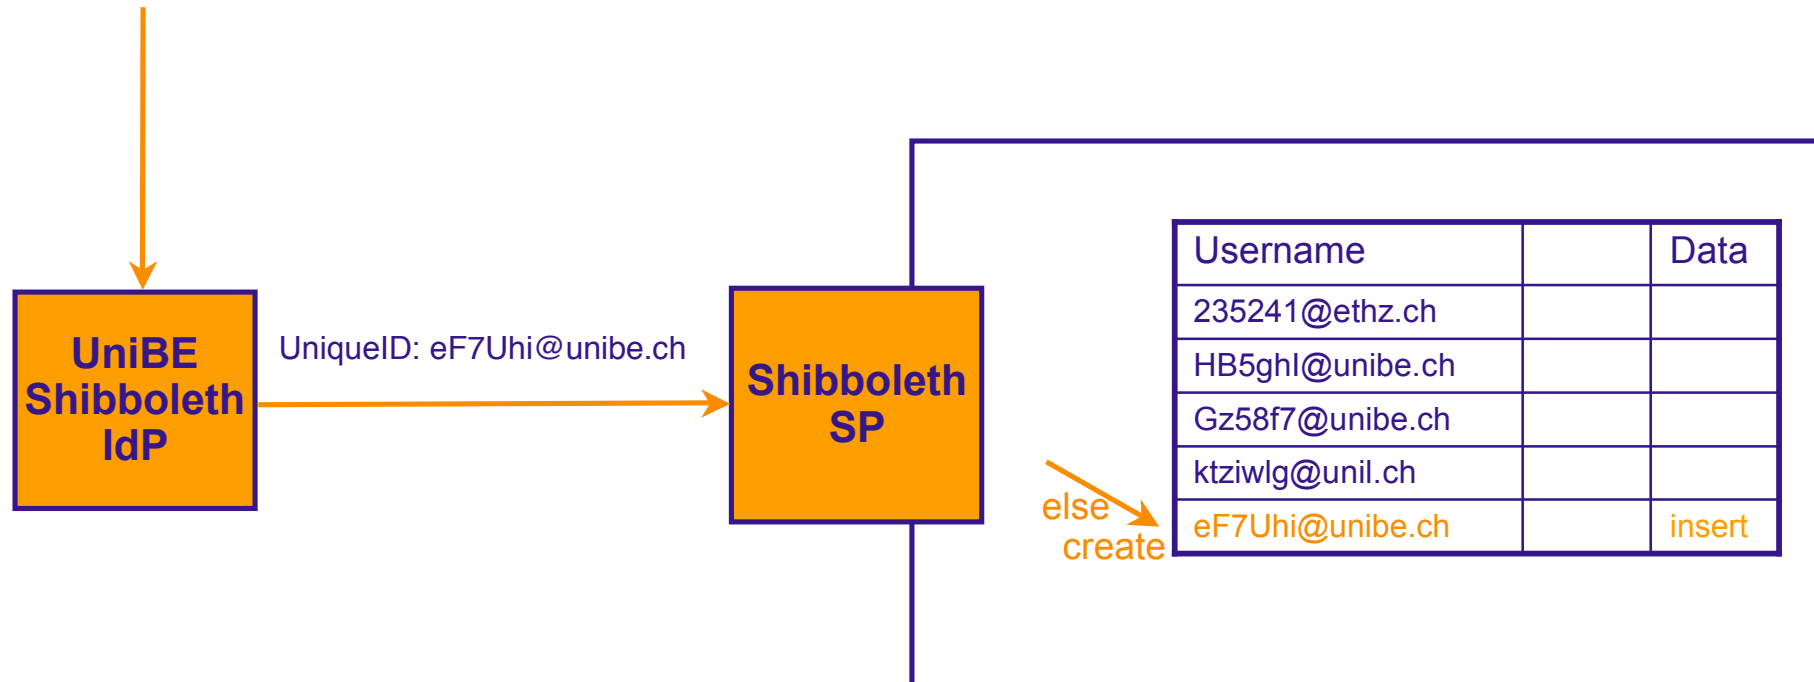 UniBE
Shibboleth
IdP
UniqueID: eF7Uhi@unibe.ch
Shibboleth
SP
else
create
Username Data
235241@ethz.ch
HB5ghI@unibe.ch
Gz58f7@unibe.ch
ktziwlg@unil.ch
eF7Uhi@unibe.ch insert